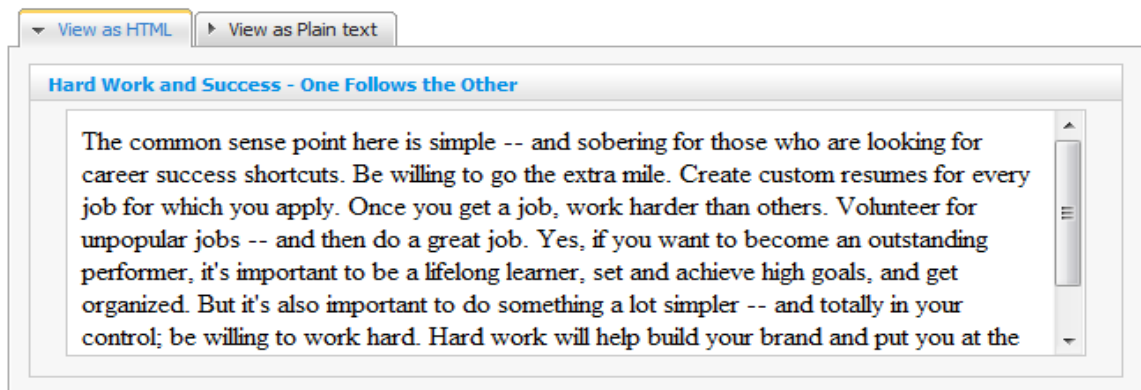 View as HTML View as Plain text
Hard Work and Success - One Follows the Other
The common sense point here is simple -- and sobering for those who are looking for
career success shortcuts. Be willing to go the extra mile. Create custom resumes for every
job for which you apply. Once you get a job, work harder than others. Volunteer for
unpopular jobs -- and then do a great job. Yes, if you want to become an outstanding
performer, it's important to be a lifelong learner, set and achieve high goals, and get
organized. But it's also important to do something a lot simpler -- and totally in your
control; be willing to work hard. Hard work will help build your brand and put you at the